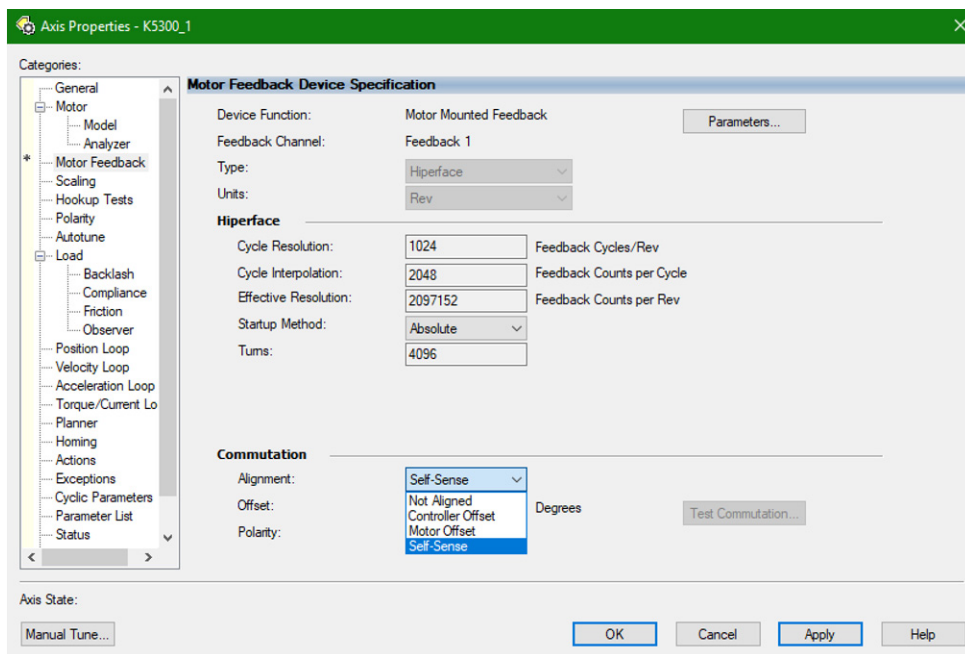 Axis Properties - K5300_1
Categories:
General
Motor
Model
Analyzer
* Motor Feedback
Scaling
Hookup Tests
Polarity
Autotune
Load
Backlash
Compliance
Friction
Observer
Position Loop
Velocity Loop
Acceleration Loop
Torque/Current Lo
Planner
Homing
Actions
Exceptions
Cyclic Parameters
Parameter List
Status
Motor Feedback Device Specification
Device Function: Motor Mounted Feedback Parameters...
Feedback Channel: Feedback 1
Type: Hiperface
Units: Rev
Hiperface
Cycle Resolution: 1024 Feedback Cycles/Rev
Cycle Interpolation: 2048 Feedback Counts per Cycle
Effective Resolution: 2097152 Feedback Counts per Rev
Startup Method: Absolute
Turns: 4096
Commutation
Alignment: Self-Sense
Not Aligned
Offset: Controller Offset Degrees Test Commutation...
Motor Offset
Polarity: Self-Sense
Axis State:
Manual Tune... OK Cancel Apply Help